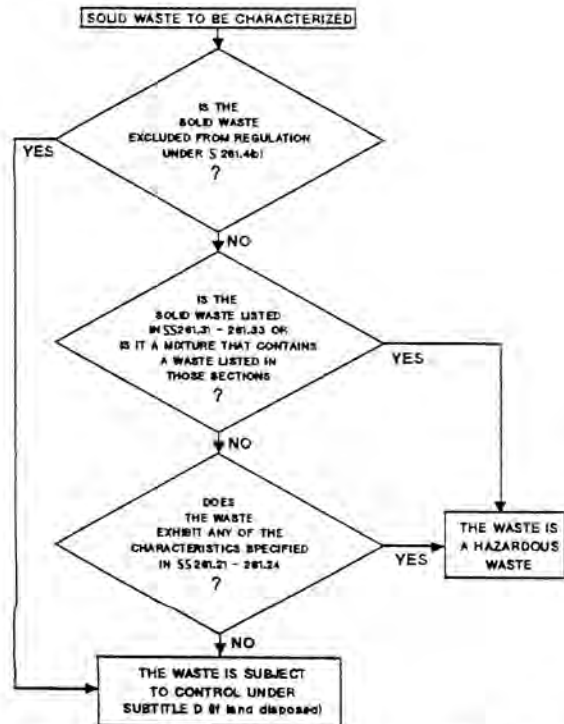 SOLID WASTE TO BE CHARACTERIZED
IS THE
SOLID WASTE
EXCLUDED FROM REGULATION
UNDER § 261.4(b)
?
YES
NO
IS THE
SOLID WASTE LISTED
IN SS261.31 - 261.33 OR
IS IT A MIXTURE THAT CONTAINS
A WASTE LISTED IN
THOSE SECTIONS
?
YES
NO
DOES
THE WASTE
EXHIBIT ANY OF THE
CHARACTERISTICS SPECIFIED
IN SS261.21 - 261.24
?
YES
THE WASTE IS
A HAZARDOUS
WASTE
NO
THE WASTE IS SUBJECT
TO CONTROL UNDER
SUBTITLE D (if land disposed)